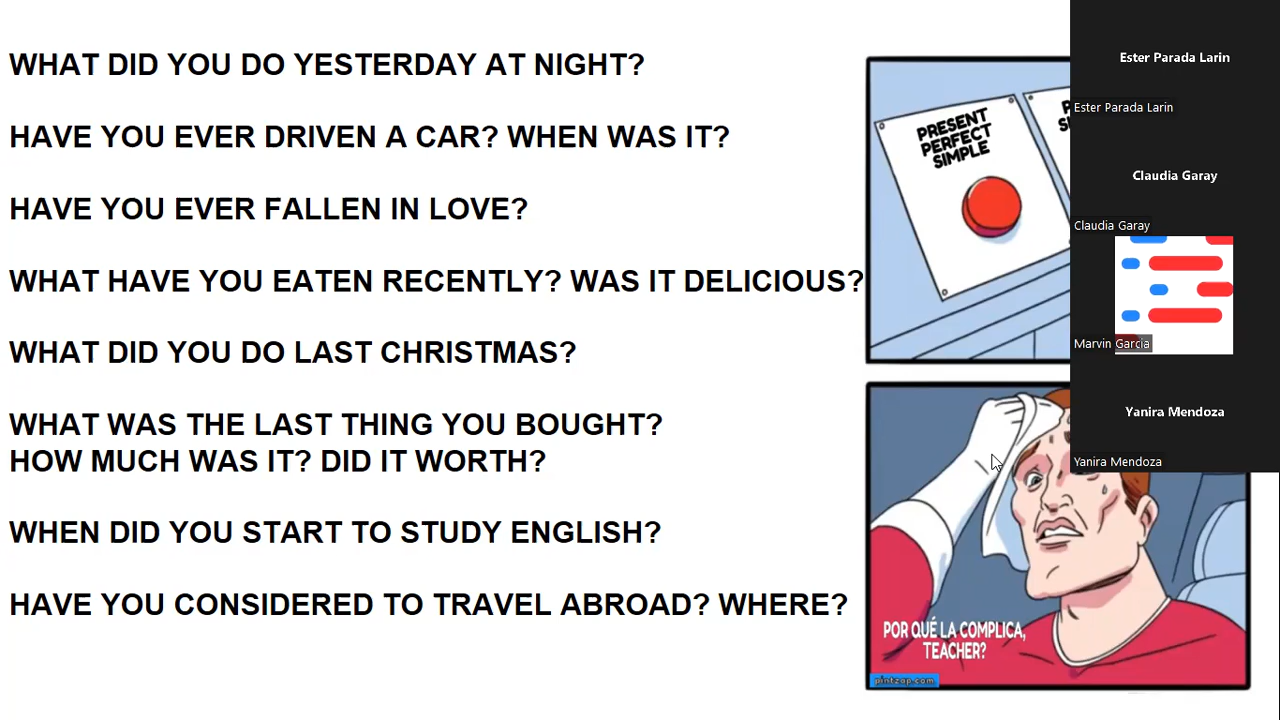 WHAT DID YOU DO YESTERDAY AT NIGHT?
HAVE YOU EVER DRIVEN A CAR? WHEN WAS IT?
HAVE YOU EVER FALLEN IN LOVE?
WHAT HAVE YOU EATEN RECENTLY? WAS IT DELICIOUS?
WHAT DID YOU DO LAST CHRISTMAS?
WHAT WAS THE LAST THING YOU BOUGHT?
HOW MUCH WAS IT? DID IT WORTH?
WHEN DID YOU START TO STUDY ENGLISH?
HAVE YOU CONSIDERED TO TRAVEL ABROAD? WHERE?
PRESENT
PERFECT
SIMPLE
POR QUÉ LA COMPLICA,
TEACHER?
pintzap.com
Ester Parada Larin
Ester Parada Larin
Claudia Garay
Claudia Garay
Marvin Garcia
Yanira Mendoza
Yanira Mendoza